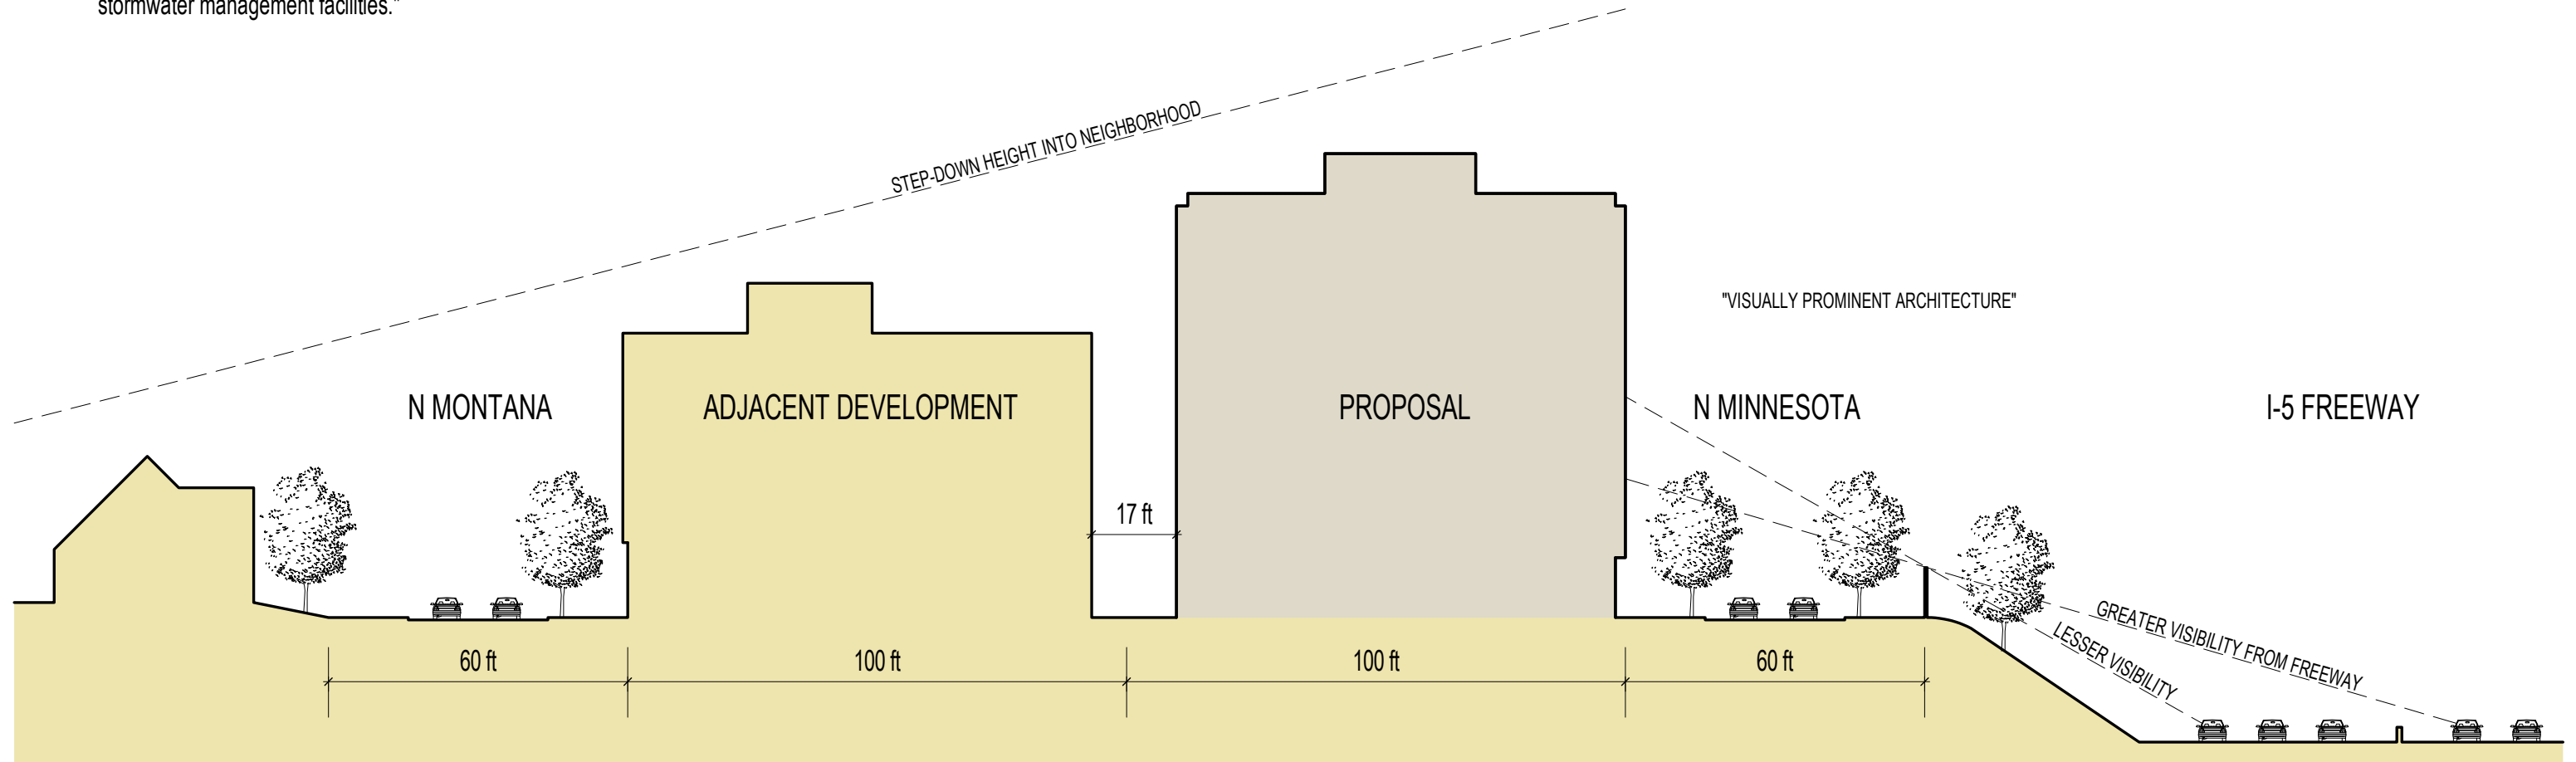 stormwater management facilities."
STEP-DOWN HEIGHT INTO NEIGHBORHOOD
"VISUALLY PROMINENT ARCHITECTURE"
N MONTANA
ADJACENT DEVELOPMENT
PROPOSAL
N MINNESOTA
I-5 FREEWAY
17 ft
GREATER VISIBILITY FROM FREEWAY
LESSER VISIBILITY
60 ft
100 ft
100 ft
60 ft